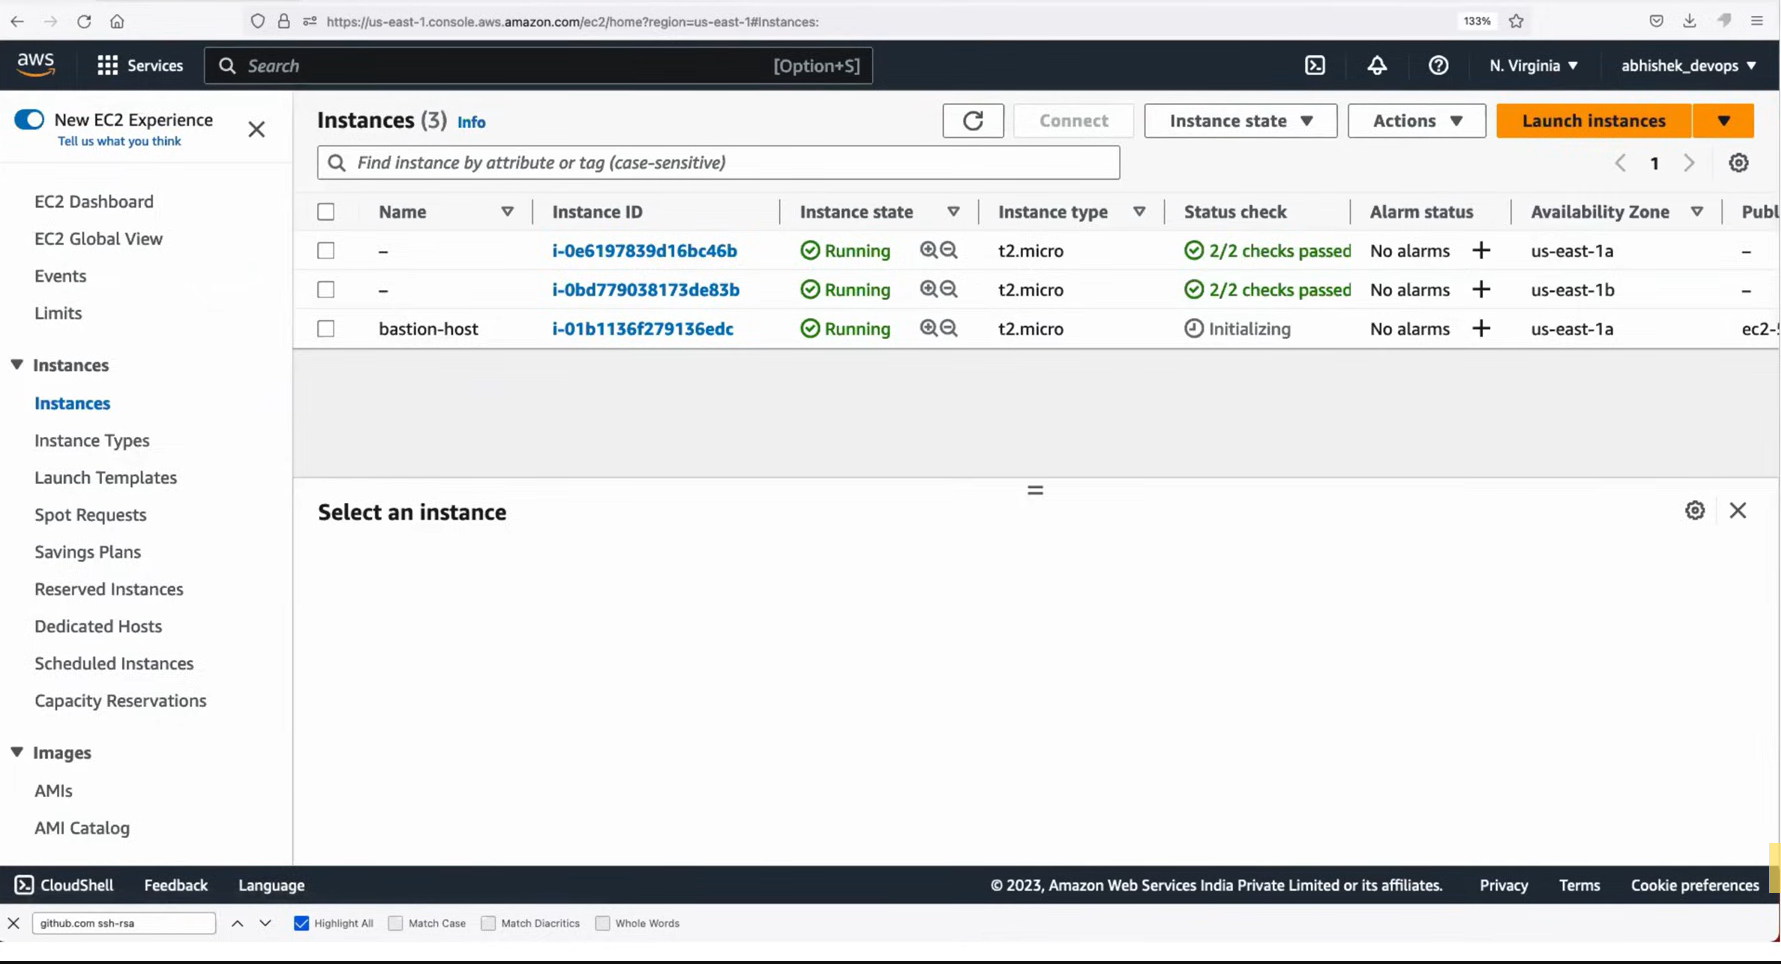 https://us-east-1.console.aws.amazon.com/ec2/home?region=us-east-1#Instances:
133%
aws
Services
Search
[Option+S]
N. Virginia
abhishek_devops
New EC2 Experience
Tell us what you think
EC2 Dashboard
EC2 Global View
Events
Limits
Instances
Instances
Instance Types
Launch Templates
Spot Requests
Savings Plans
Reserved Instances
Dedicated Hosts
Scheduled Instances
Capacity Reservations
Images
AMIs
AMI Catalog
Instances (3) Info
Connect
Instance state
Actions
Launch instances
Find instance by attribute or tag (case-sensitive)
1
Name Instance ID Instance state Instance type Status check Alarm status Availability Zone Publ
– i-0e6197839d16bc46b Running t2.micro 2/2 checks passed No alarms + us-east-1a –
– i-0bd779038173de83b Running t2.micro 2/2 checks passed No alarms + us-east-1b –
bastion-host i-01b1136f279136edc Running t2.micro Initializing No alarms + us-east-1a ec2-5
Select an instance
CloudShell Feedback Language © 2023, Amazon Web Services India Private Limited or its affiliates. Privacy Terms Cookie preferences
github.com ssh-rsa Highlight All Match Case Match Diacritics Whole Words